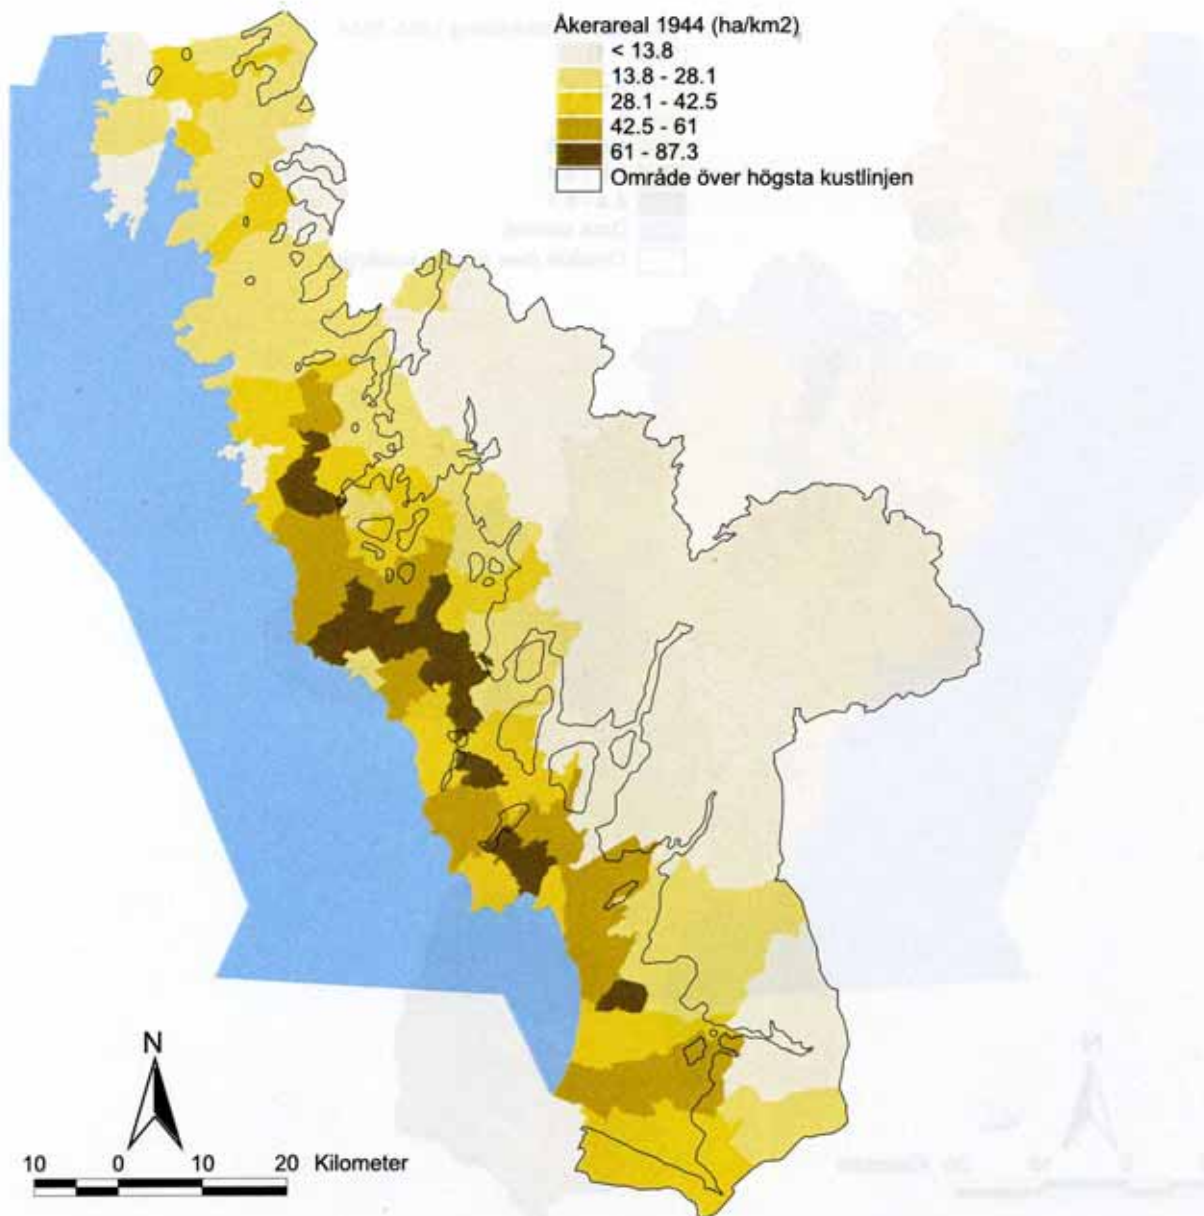 Åkerareal 1944 (ha/km2)
< 13.8
13.8 - 28.1
28.1 - 42.5
42.5 - 61
61 - 87.3
Område över högsta kustlinjen
N
10 0 10 20 Kilometer